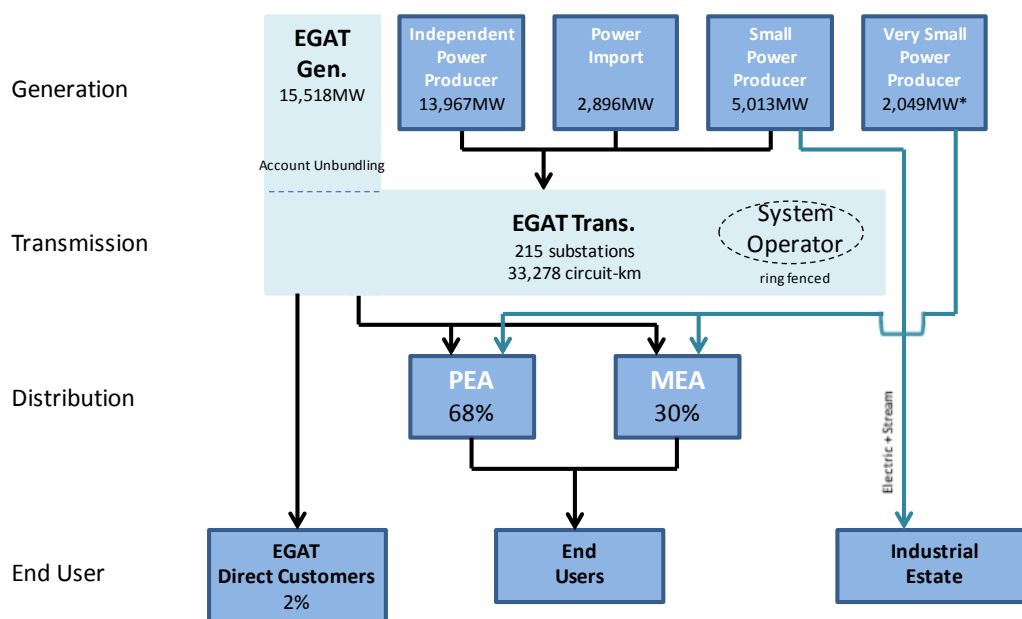 Generation
EGAT
Gen.
15,518MW
Account Unbundling
Independent
Power
Producer
13,967MW
Power
Import
2,896MW
Small
Power
Producer
5,013MW
Very Small
Power
Producer
2,049MW*
Transmission
EGAT Trans.
215 substations
33,278 circuit-km
System
Operator
ring fenced
Distribution
PEA
68%
MEA
30%
Electric + Stream
End User
EGAT
Direct Customers
2%
End
Users
Industrial
Estate